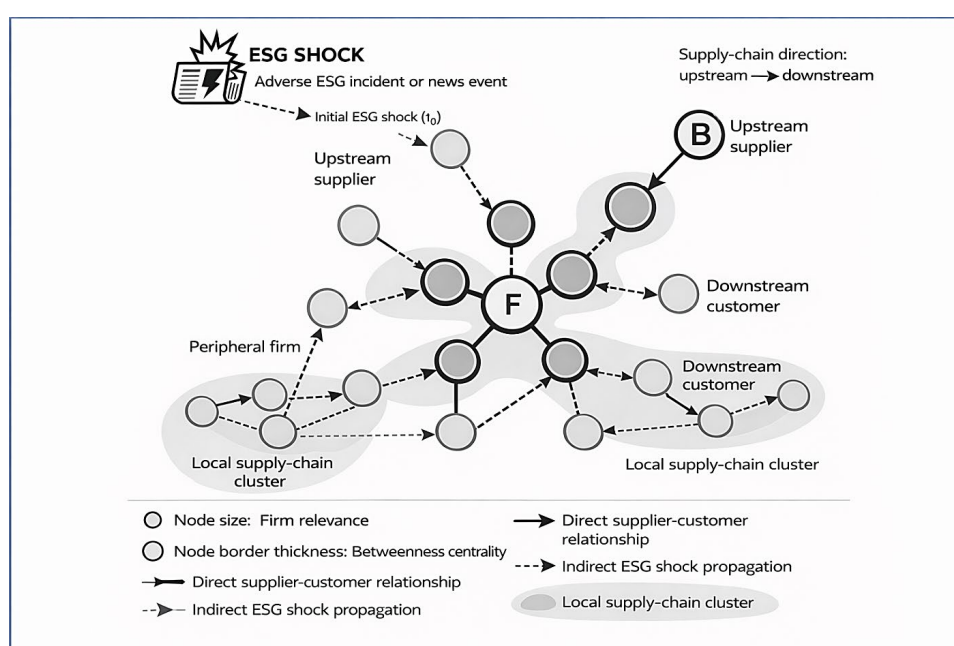 ESG SHOCK
Adverse ESG incident or news event
Supply-chain direction:
upstream → downstream
Initial ESG shock (t₀)
Upstream
supplier
B
Upstream
supplier
F
Downstream
customer
Peripheral firm
Downstream
customer
Local supply-chain
cluster
Local supply-chain cluster
Node size: Firm relevance
Node border thickness: Betweenness centrality
Direct supplier-customer relationship
Indirect ESG shock propagation
Direct supplier-customer
relationship
Indirect ESG shock propagation
Local supply-chain cluster